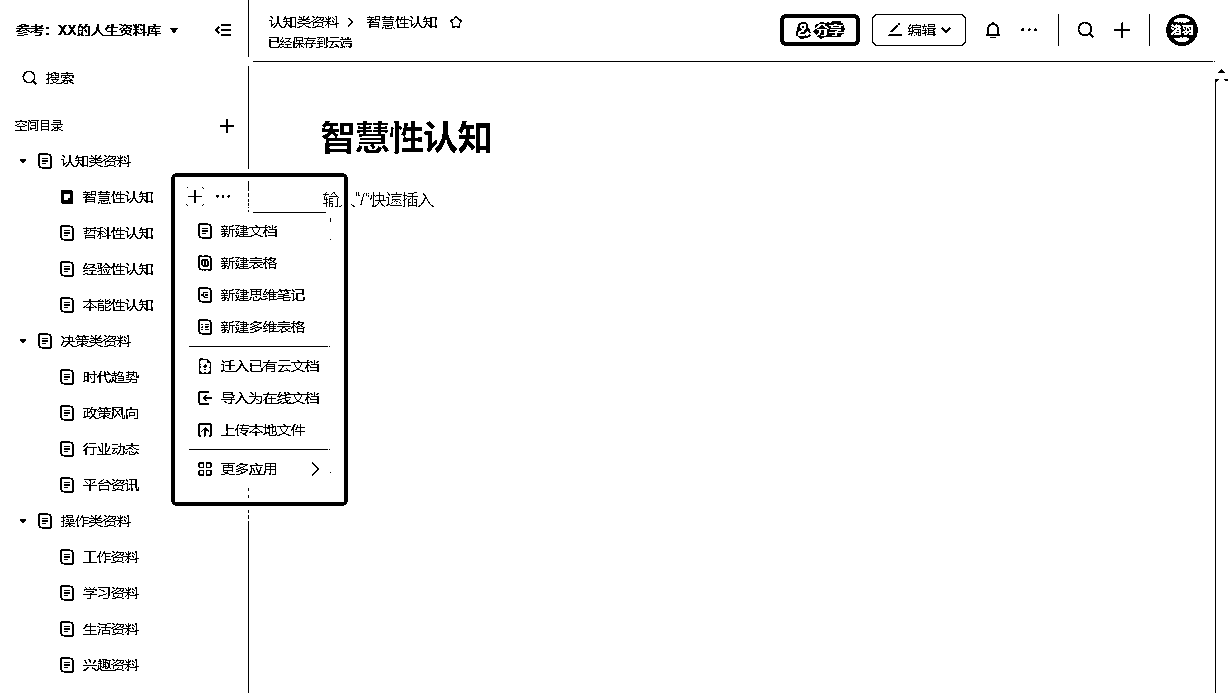 参考：XX的人生资料库
搜索
空间目录
认知类资料
智慧性认知
哲科性认知
经验性认知
本能性认知
决策类资料
时代趋势
政策风向
行业动态
平台资讯
操作类资料
工作资料
学习资料
生活资料
兴趣资料
新建文档
新建表格
新建思维笔记
新建多维表格
迁入已有云文档
导入为在线文档
上传本地文件
更多应用
认知类资料 > 智慧性认知
已经保存到云端
编辑
智慧性认知
输入“/”快速插入